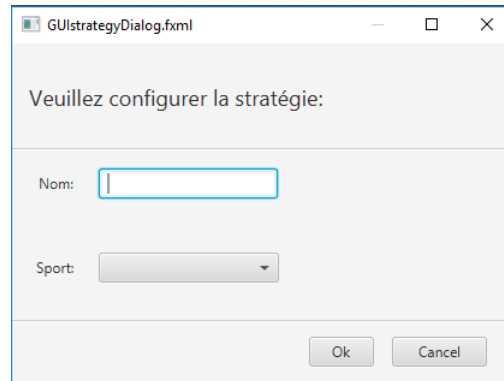 GUIstrategyDialog.fxml
Veuillez configurer la stratégie:
Nom:
Sport:
Ok Cancel